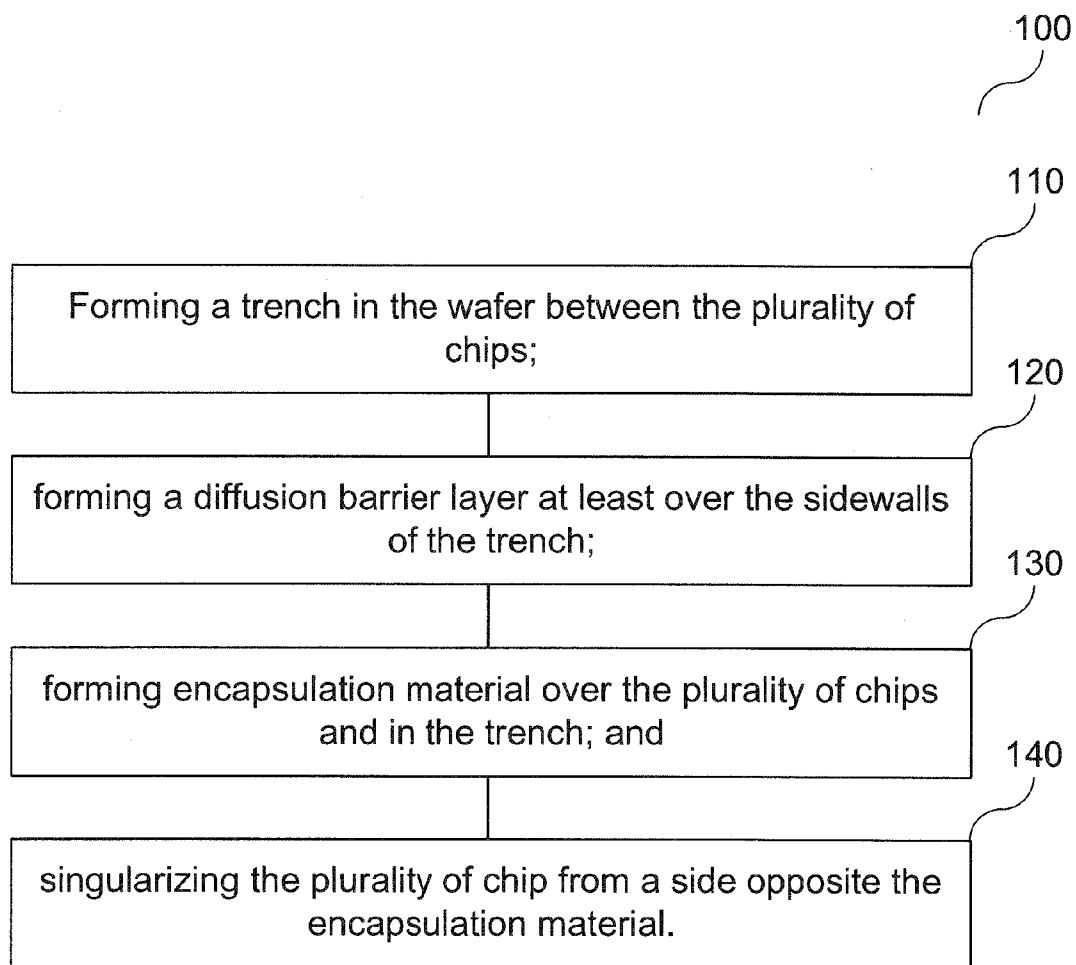 100
110
Forming a trench in the wafer between the plurality of
chips;
120
forming a diffusion barrier layer at least over the sidewalls
of the trench;
130
forming encapsulation material over the plurality of chips
and in the trench; and
140
singularizing the plurality of chip from a side opposite the
encapsulation material.